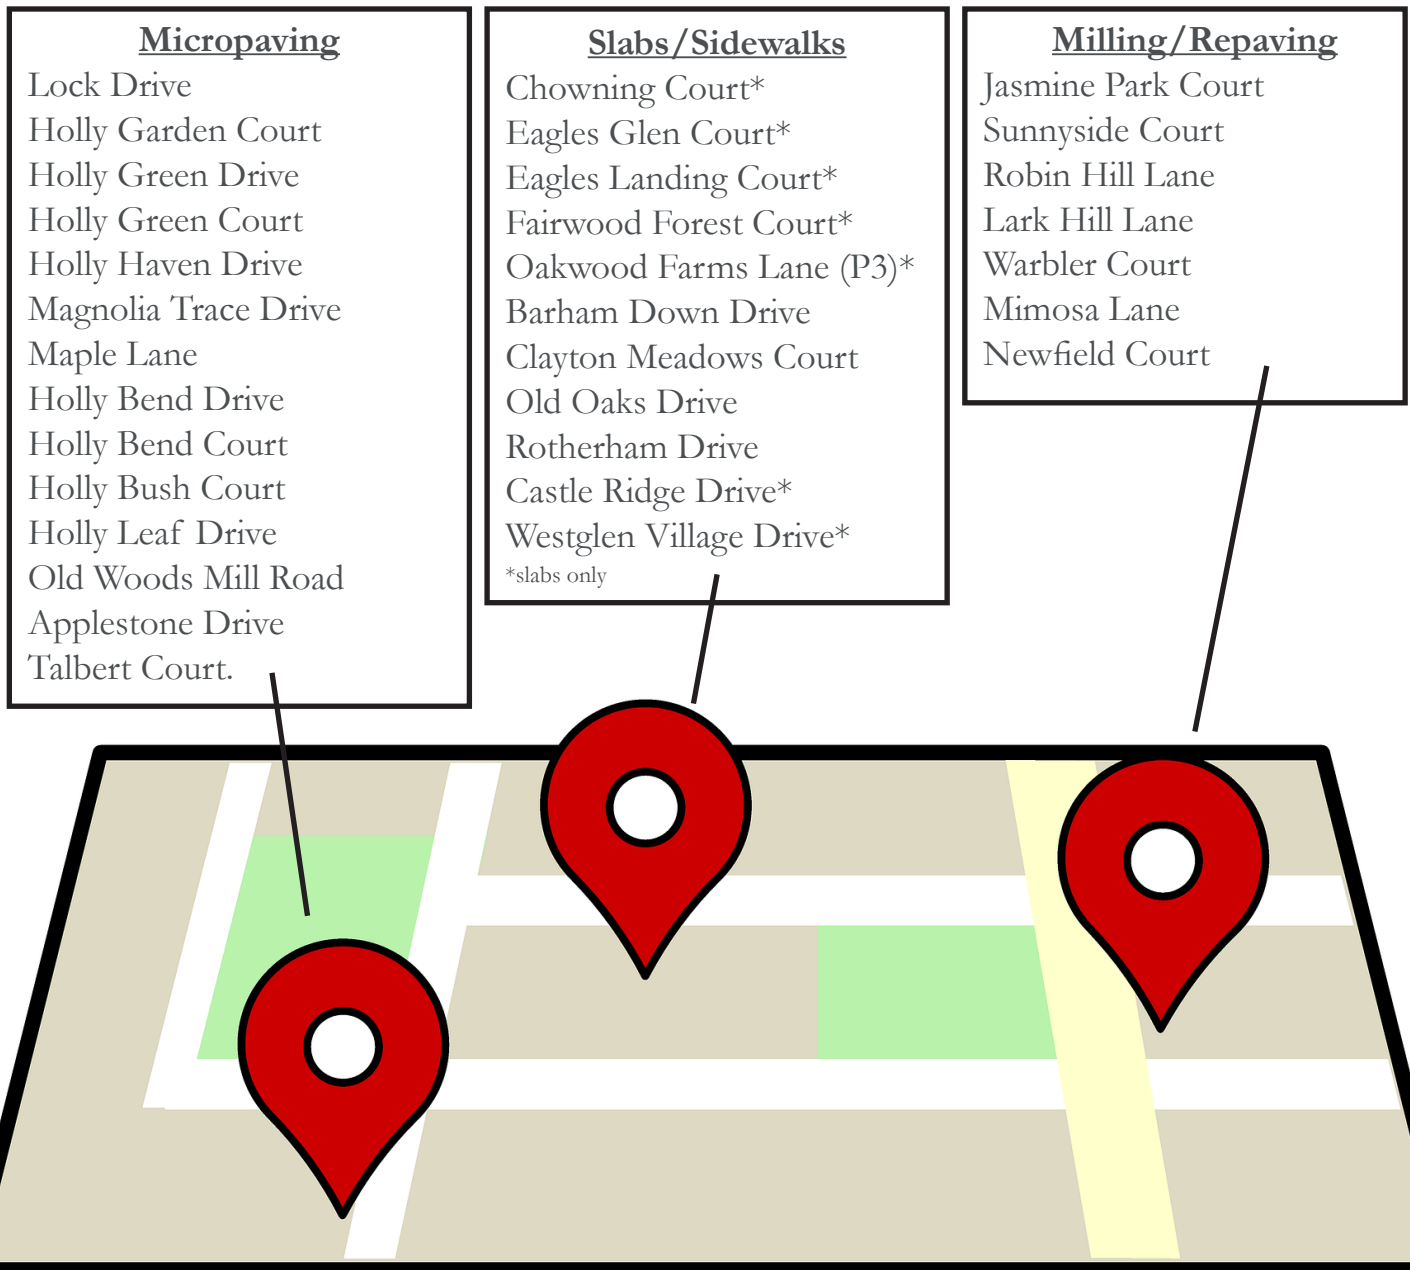 Micropaving
Lock Drive
Holly Garden Court
Holly Green Drive
Holly Green Court
Holly Haven Drive
Magnolia Trace Drive
Maple Lane
Holly Bend Drive
Holly Bend Court
Holly Bush Court
Holly Leaf Drive
Old Woods Mill Road
Applestone Drive
Talbert Court.
Slabs/Sidewalks
Chowning Court*
Eagles Glen Court*
Eagles Landing Court*
Fairwood Forest Court*
Oakwood Farms Lane (P3)*
Barham Down Drive
Clayton Meadows Court
Old Oaks Drive
Rotherham Drive
Castle Ridge Drive*
Westglen Village Drive*
*slabs only
Milling/Repaving
Jasmine Park Court
Sunnyside Court
Robin Hill Lane
Lark Hill Lane
Warbler Court
Mimosa Lane
Newfield Court